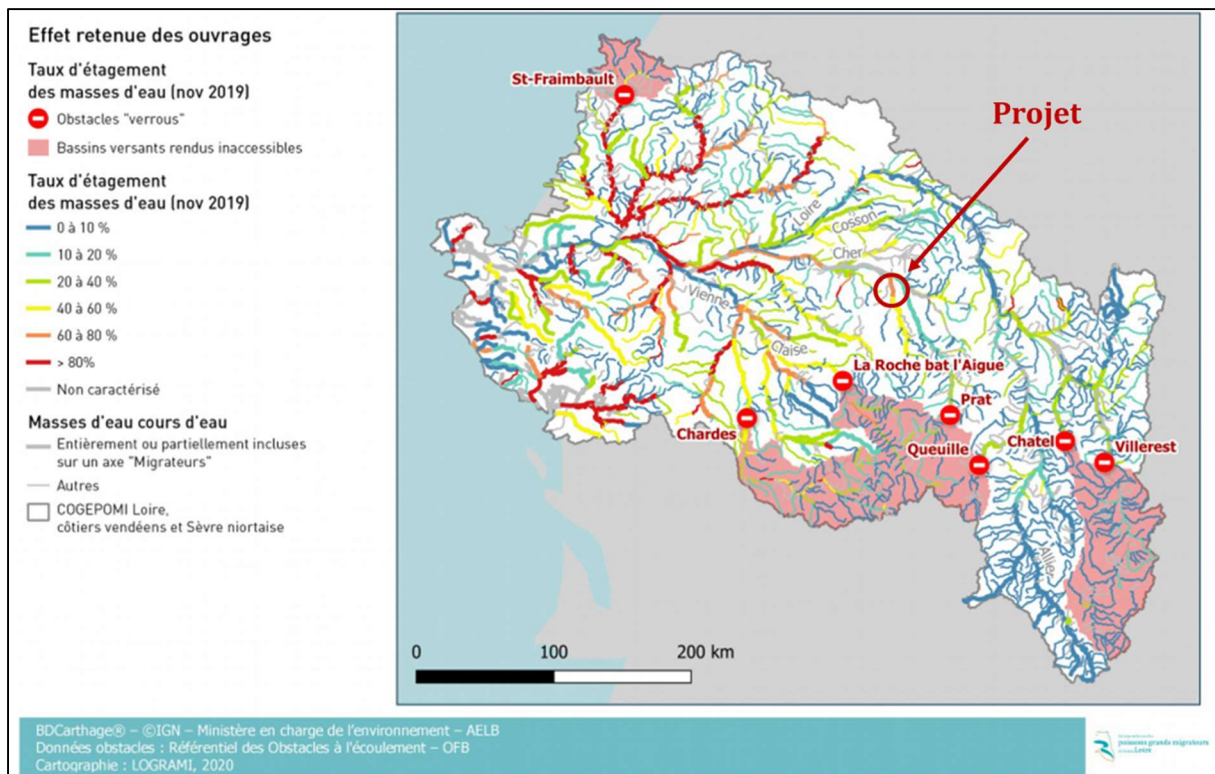 Effet retenue des ouvrages
Taux d'étagement
des masses d'eau (nov 2019)
Obstacles "verrous"
Bassins versants rendus inaccessibles
Taux d'étagement
des masses d'eau (nov 2019)
0 à 10 %
10 à 20 %
20 à 40 %
40 à 60 %
60 à 80 %
> 80%
Non caractérisé
Masses d'eau cours d'eau
Entièrement ou partiellement incluses
sur un axe "Migrateurs"
Autres
COGEPOMI Loire,
côtiers vendéens et Sèvre niortaise
St-Fraimbault
Projet
Loire
Cosson
Cher
Vienne
Claise
La Roche bat l'Aigue
Prat
Chardes
Queuille
Chatel
Villerest
Allier
0 100 200 km
BDCarthage® – ©IGN – Ministère en charge de l'environnement – AELB
Données obstacles : Référentiel des Obstacles à l'écoulement – OFB
Cartographie : LOGRAMI, 2020
poissons grands migrateurs